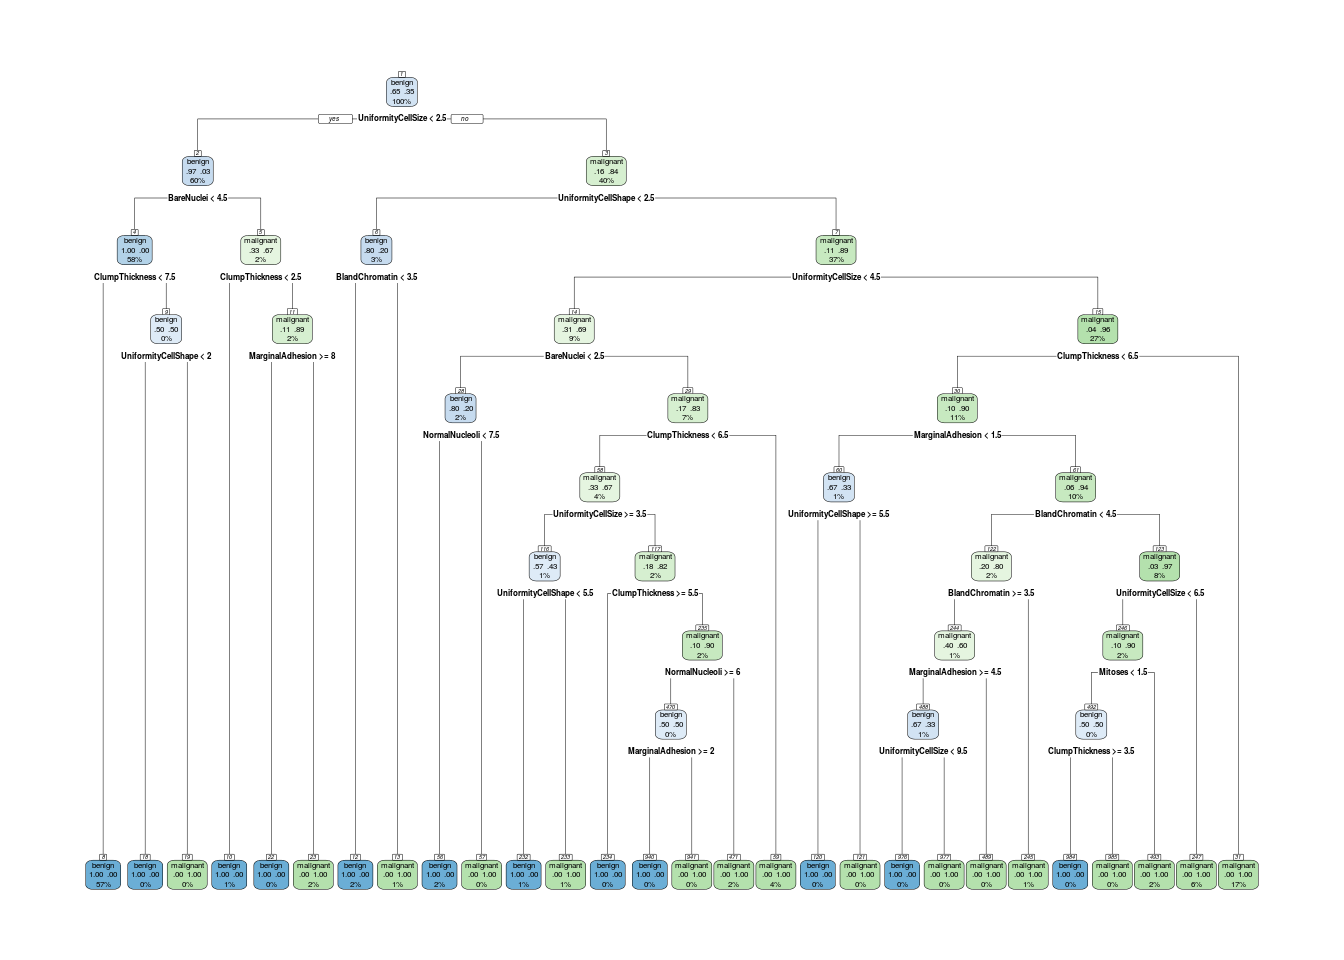 1
benign
.65 .35
100%
yes UniformityCellSize < 2.5 no
2
benign
.97 .03
60%
3
malignant
.16 .84
40%
BareNuclei < 4.5
UniformityCellShape < 2.5
4
benign
1.00 .00
58%
5
malignant
.33 .67
2%
6
benign
.80 .20
3%
7
malignant
.11 .89
37%
ClumpThickness < 7.5
ClumpThickness < 2.5
BlandChromatin < 3.5
UniformityCellSize < 4.5
9
benign
.50 .50
0%
11
malignant
.11 .89
2%
14
malignant
.31 .69
9%
15
malignant
.04 .96
27%
UniformityCellShape < 2
MarginalAdhesion >= 8
BareNuclei < 2.5
ClumpThickness < 6.5
28
benign
.80 .20
2%
29
malignant
.17 .83
7%
30
malignant
.10 .90
11%
NormalNucleoli < 7.5
ClumpThickness < 6.5
MarginalAdhesion < 1.5
58
malignant
.33 .67
4%
60
benign
.67 .33
1%
61
malignant
.06 .94
10%
UniformityCellSize >= 3.5
UniformityCellShape >= 5.5
BlandChromatin < 4.5
116
benign
.57 .43
1%
117
malignant
.18 .82
2%
122
malignant
.20 .80
2%
123
malignant
.03 .97
8%
UniformityCellShape < 5.5
ClumpThickness >= 5.5
BlandChromatin >= 3.5
UniformityCellSize < 6.5
235
malignant
.10 .90
2%
244
malignant
.40 .60
1%
246
malignant
.10 .90
2%
NormalNucleoli >= 6
MarginalAdhesion >= 4.5
Mitoses < 1.5
470
benign
.50 .50
0%
488
benign
.67 .33
1%
492
benign
.50 .50
0%
MarginalAdhesion >= 2
UniformityCellSize < 9.5
ClumpThickness >= 3.5
8
benign
1.00 .00
57%
18
benign
1.00 .00
0%
19
malignant
.00 1.00
0%
10
benign
1.00 .00
1%
22
benign
1.00 .00
0%
23
malignant
.00 1.00
2%
12
benign
1.00 .00
2%
13
malignant
.00 1.00
1%
56
benign
1.00 .00
2%
57
malignant
.00 1.00
0%
232
benign
1.00 .00
1%
233
malignant
.00 1.00
1%
234
benign
1.00 .00
0%
940
benign
1.00 .00
0%
941
malignant
.00 1.00
0%
471
malignant
.00 1.00
2%
59
malignant
.00 1.00
4%
120
benign
1.00 .00
0%
121
malignant
.00 1.00
0%
976
benign
1.00 .00
0%
977
malignant
.00 1.00
0%
489
malignant
.00 1.00
0%
245
malignant
.00 1.00
1%
984
benign
1.00 .00
0%
985
malignant
.00 1.00
0%
493
malignant
.00 1.00
2%
247
malignant
.00 1.00
6%
31
malignant
.00 1.00
17%